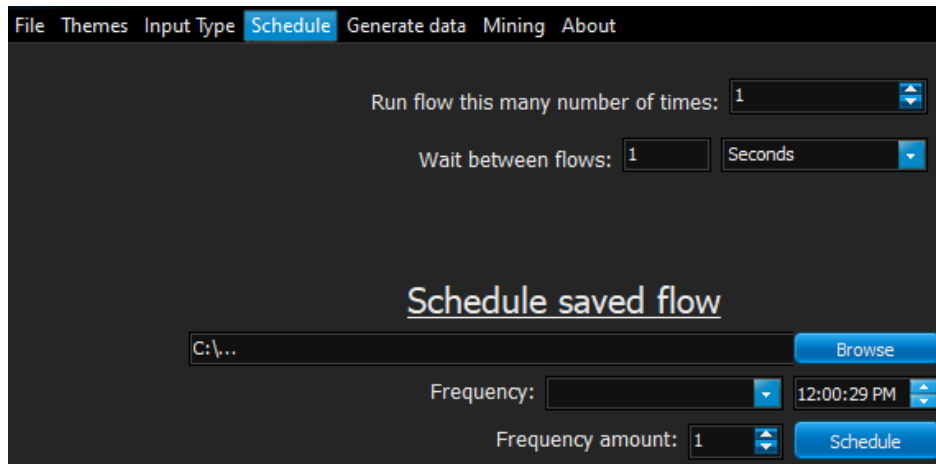 File Themes Input Type Schedule Generate data Mining About
Run flow this many number of times: 1
Wait between flows: 1 Seconds
Schedule saved flow
C:\... Browse
Frequency: 12:00:29 PM
Frequency amount: 1 Schedule